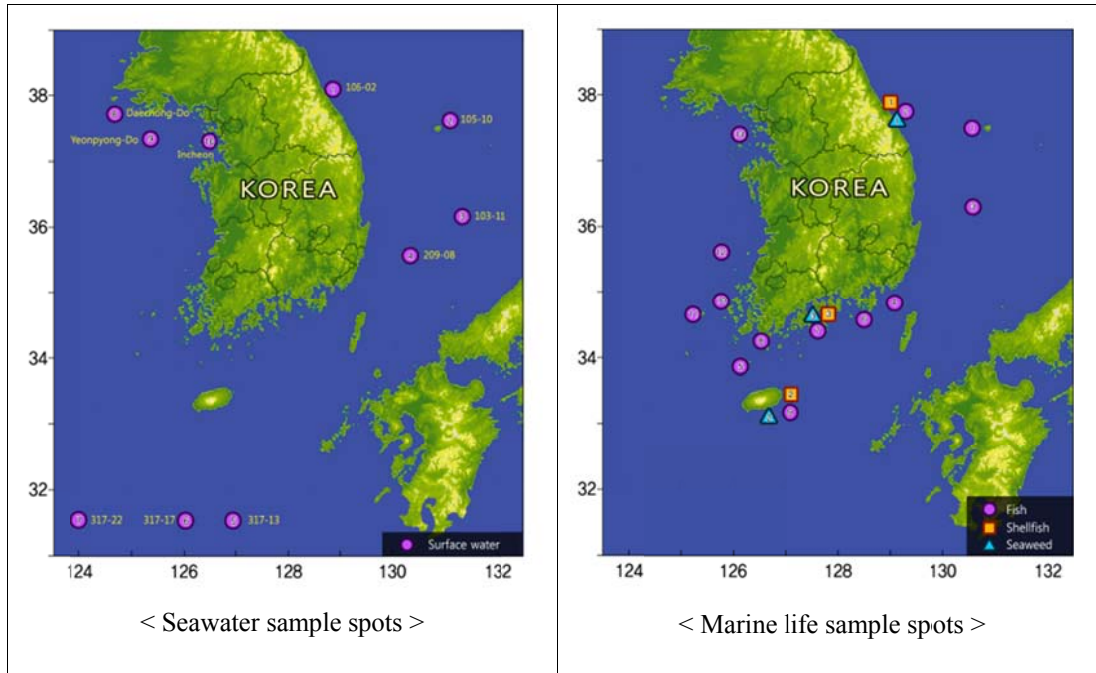 38
36
34
32
124
126
128
130
132
Daechong-Do
Yeonpyong-Do
Incheon
106-02
105-10
KOREA
103-11
209-08
317-22
317-17
317-13
Surface water
< Seawater sample spots >
38
36
34
32
124
126
128
130
132
KOREA
Fish
Shellfish
Seaweed
< Marine life sample spots >